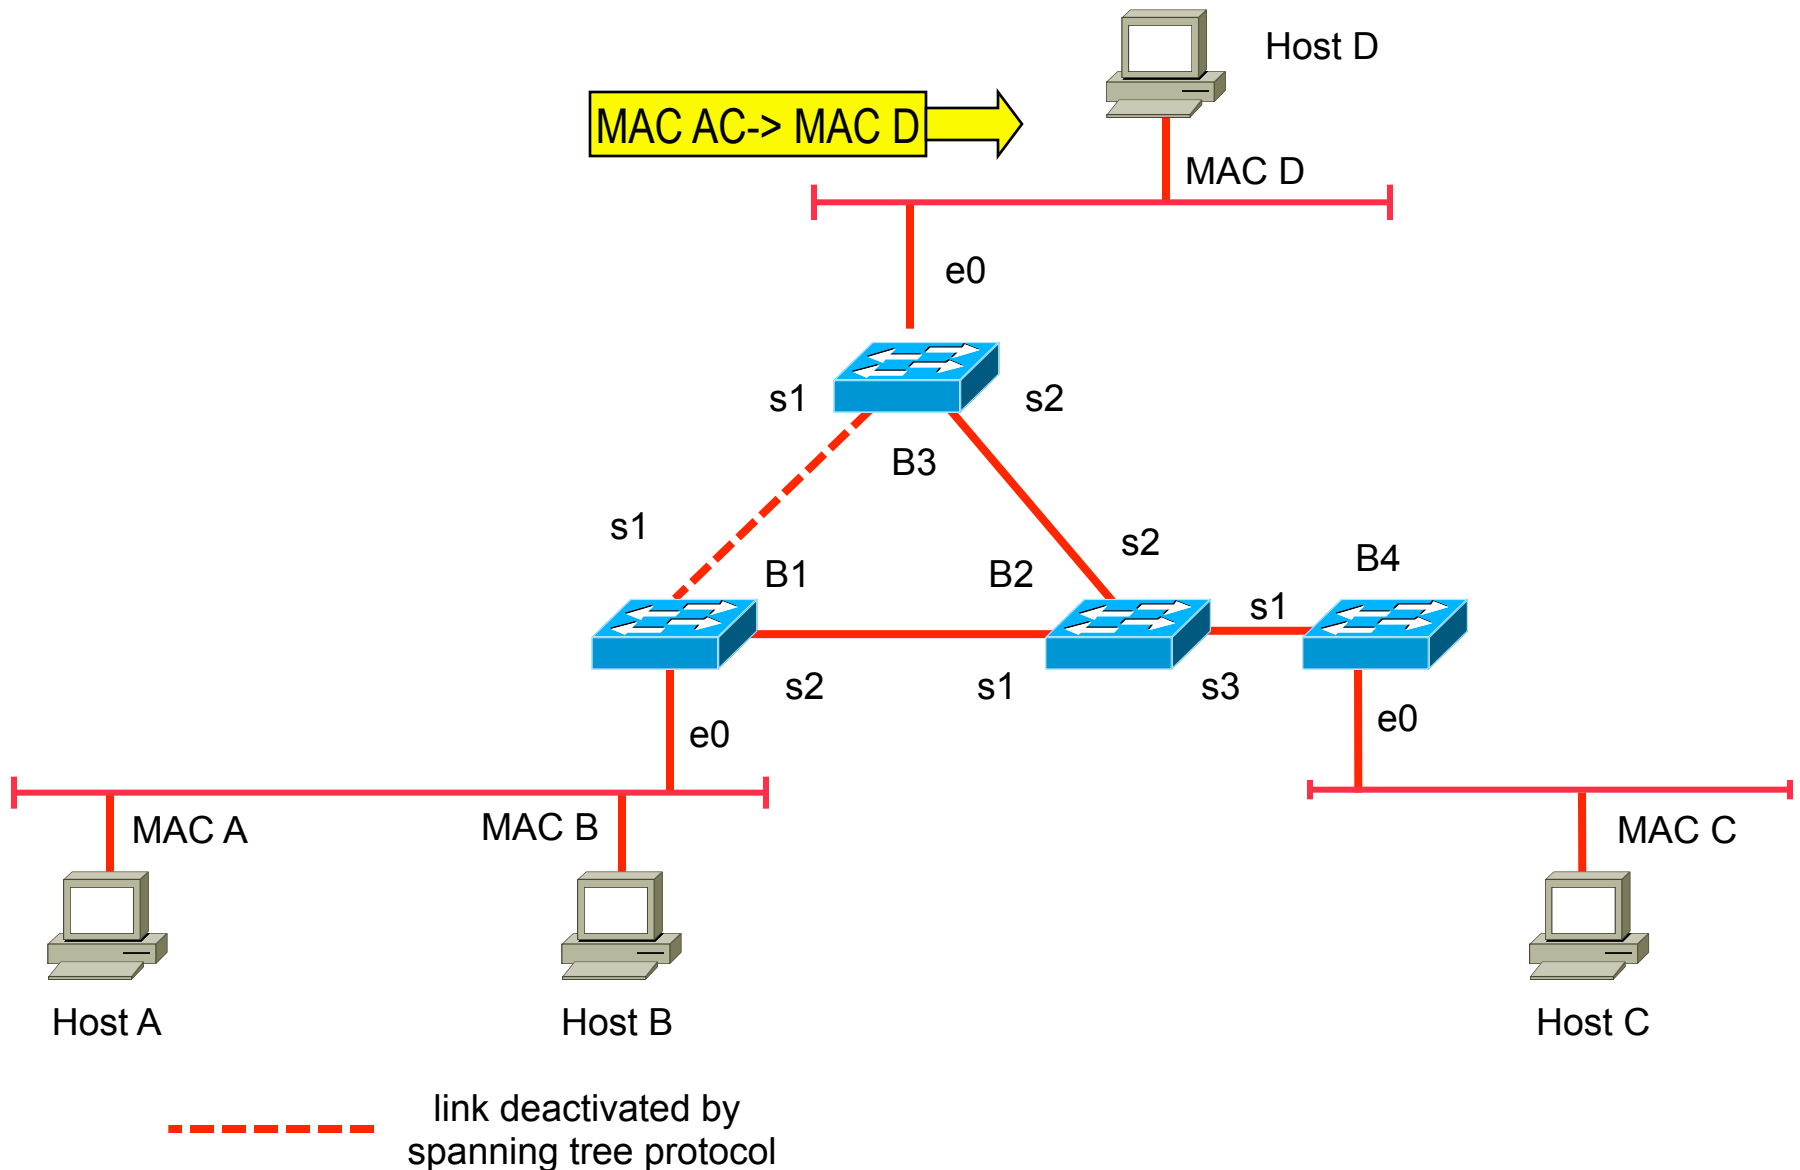 Host D
MAC AC-> MAC D
MAC D
e0
s1
s2
B3
s1
s2
B1
B2
B4
s1
s2
s1
s3
e0
e0
MAC A
MAC B
MAC C
Host A
Host B
Host C
link deactivated by
spanning tree protocol